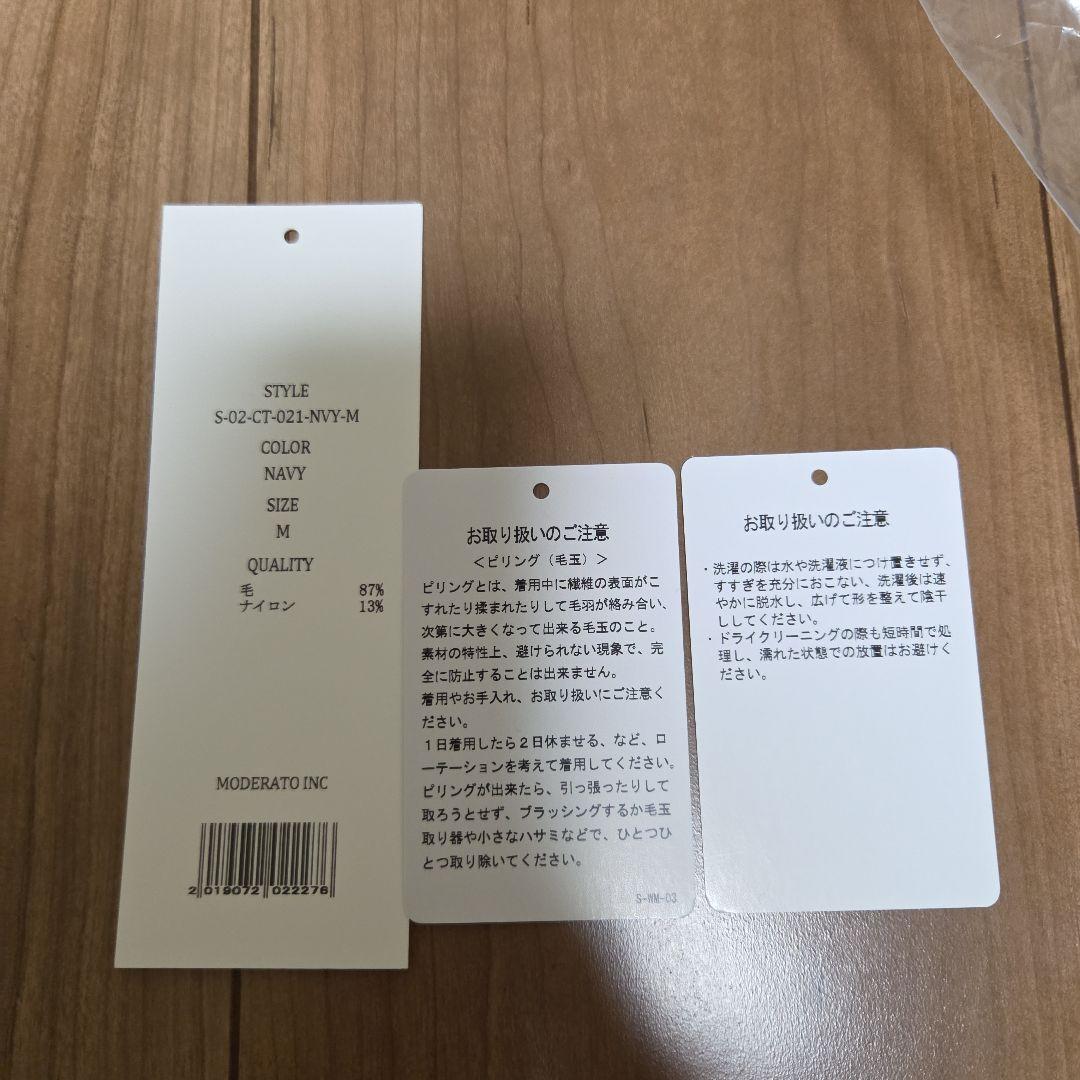 STYLE
S-02-CT-021-NVY-M
COLOR
NAVY
SIZE
M
QUALITY
毛 87%
ナイロン 13%
MODERATO INC
2 019072 022276
お取り扱いのご注意
＜ピリング（毛玉）＞
ピリングとは、着用中に繊維の表面がこ
すれたり揉まれたりして毛羽が絡み合い、
次第に大きくなって出来る毛玉のこと。
素材の特性上、避けられない現象で、完
全に防止することは出来ません。
着用やお手入れ、お取り扱いにご注意く
ださい。
１日着用したら２日休ませる、など、ロ
ーテーションを考えて着用してください。
ピリングが出来たら、引っ張ったりして
取ろうとせず、ブラッシングするか毛玉
取り器や小さなハサミなどで、ひとつひ
とつ取り除いてください。
S-WM-03
お取り扱いのご注意
・洗濯の際は水や洗濯液につけ置きせず、
すすぎを充分におこない、洗濯後は速
やかに脱水し、広げて形を整えて陰干
ししてください。
・ドライクリーニングの際も短時間で処
理し、濡れた状態での放置はお避けく
ださい。